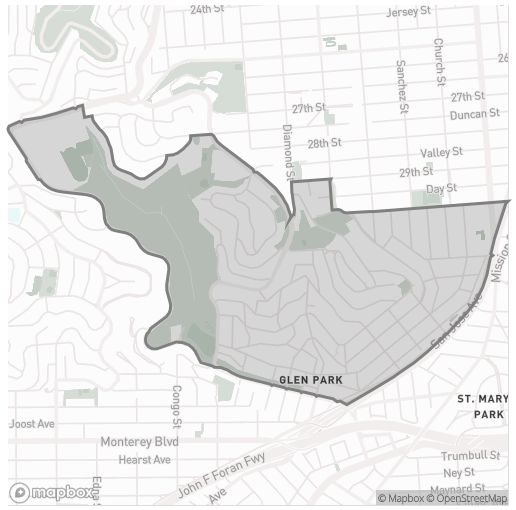 24th St
Jersey St
Church St
Sanchez St
26
27th St
27th St
Duncan St
Diamond St
28th St
Valley St
29th St
Day St
Mission
San Jose Ave
GLEN PARK
Congo St
ST. MARY
PARK
Joost Ave
Monterey Blvd
Hearst Ave
Trumbull St
Ney St
Maynard St
John F Foran Fwy
Ave
Edna
mapbox
© Mapbox © OpenStreetMap